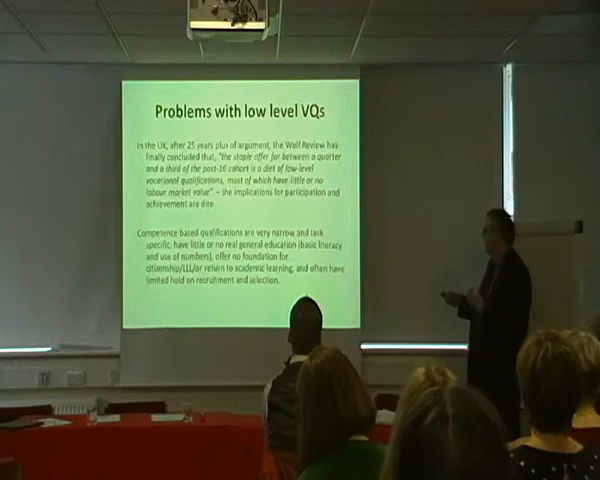 Problems with low level VQs
In the UK, after 25 years plus of argument, the Wolf Review has
finally concluded that, "the staple offer for between a quarter
and a third of the post-16 cohort is a diet of low-level
vocational qualifications, most of which have little or no
labour market value" – the implications for participation and
achievement are dire.
Competence based qualifications are very narrow and task
specific, have little or no real general education (basic literacy
and use of numbers), offer no foundation for
citizenship/LLL/or return to academic learning, and often have
limited hold on recruitment and selection.